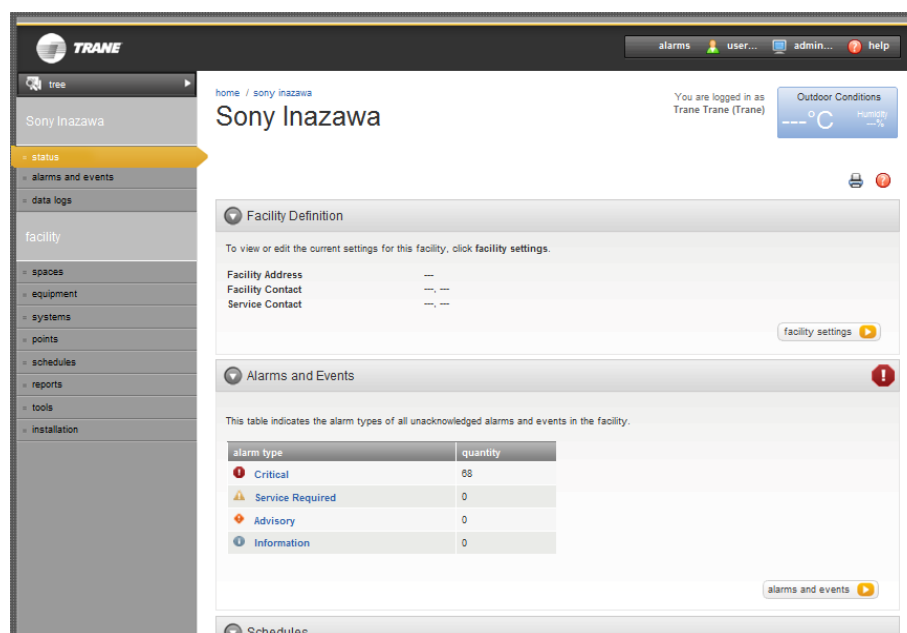 TRANE
alarms user... admin... help
tree
Sony Inazawa
status
alarms and events
data logs
facility
spaces
equipment
systems
points
schedules
reports
tools
installation
home / sony inazawa
Sony Inazawa
You are logged in as
Trane Trane (Trane)
Outdoor Conditions
---°C
Humidity
---%
Facility Definition
To view or edit the current settings for this facility, click facility settings.
Facility Address ---
Facility Contact ---, ---
Service Contact ---, ---
facility settings
Alarms and Events
This table indicates the alarm types of all unacknowledged alarms and events in the facility.
alarm type quantity
Critical 68
Service Required 0
Advisory 0
Information 0
alarms and events
Schedules